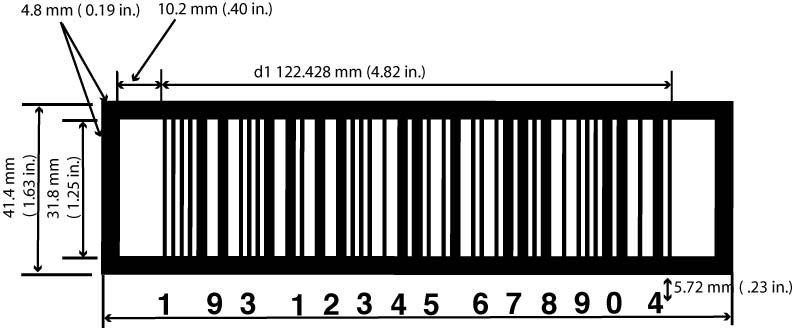 4.8 mm ( 0.19 in.)
10.2 mm (.40 in.)
d1 122.428 mm (4.82 in.)
41.4 mm
( 1.63 in.)
31.8 mm
( 1.25 in.)
5.72 mm ( .23 in.)
1 93 12345 67890 4